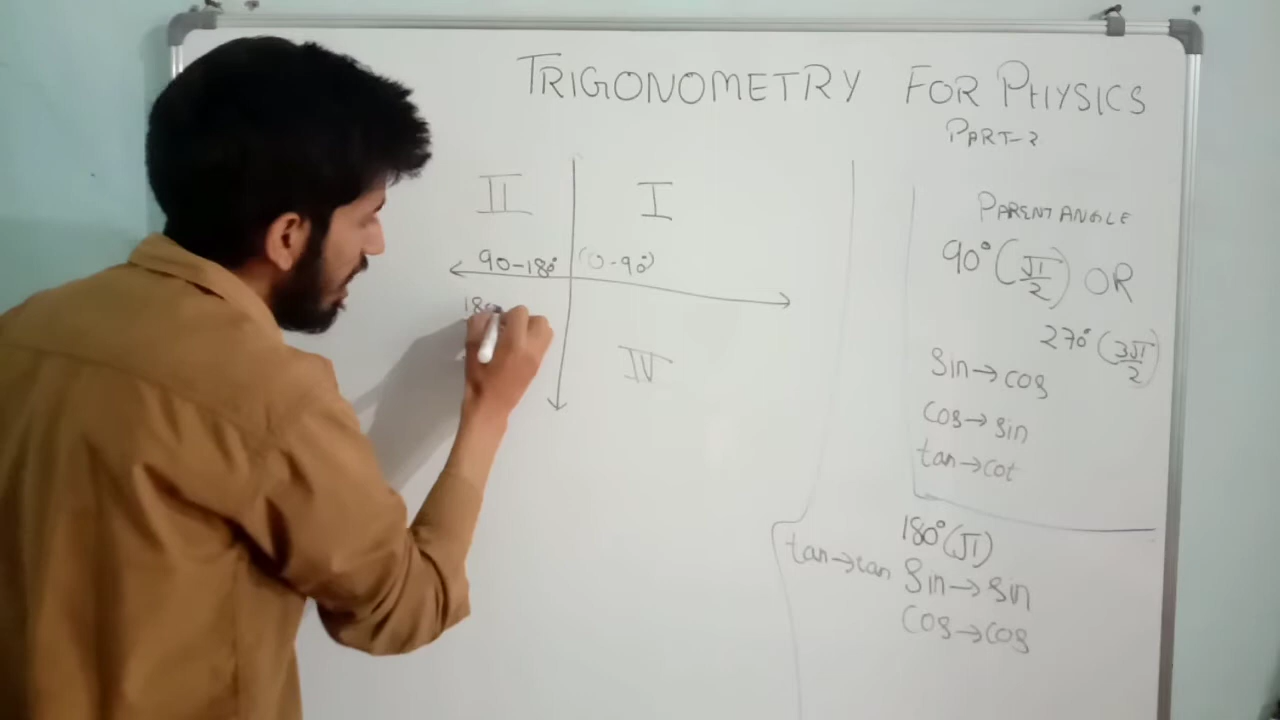 TRIGONOMETRY FOR PHYSICS
PART-2
II
I
90-180°
(0-90°)
180
IV
PARENT ANGLE
90° (π/2) OR
270° (3π/2)
Sin→cos
Cos→sin
tan→cot
180° (π)
tan→tan
Sin→sin
Cos→cos